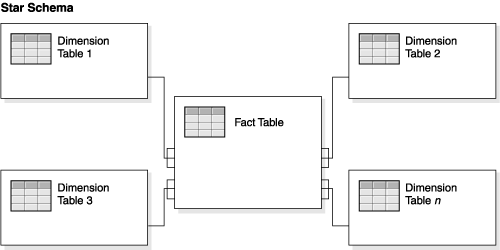 Star Schema
Dimension
Table 1
Dimension
Table 2
Fact Table
Dimension
Table 3
Dimension
Table n